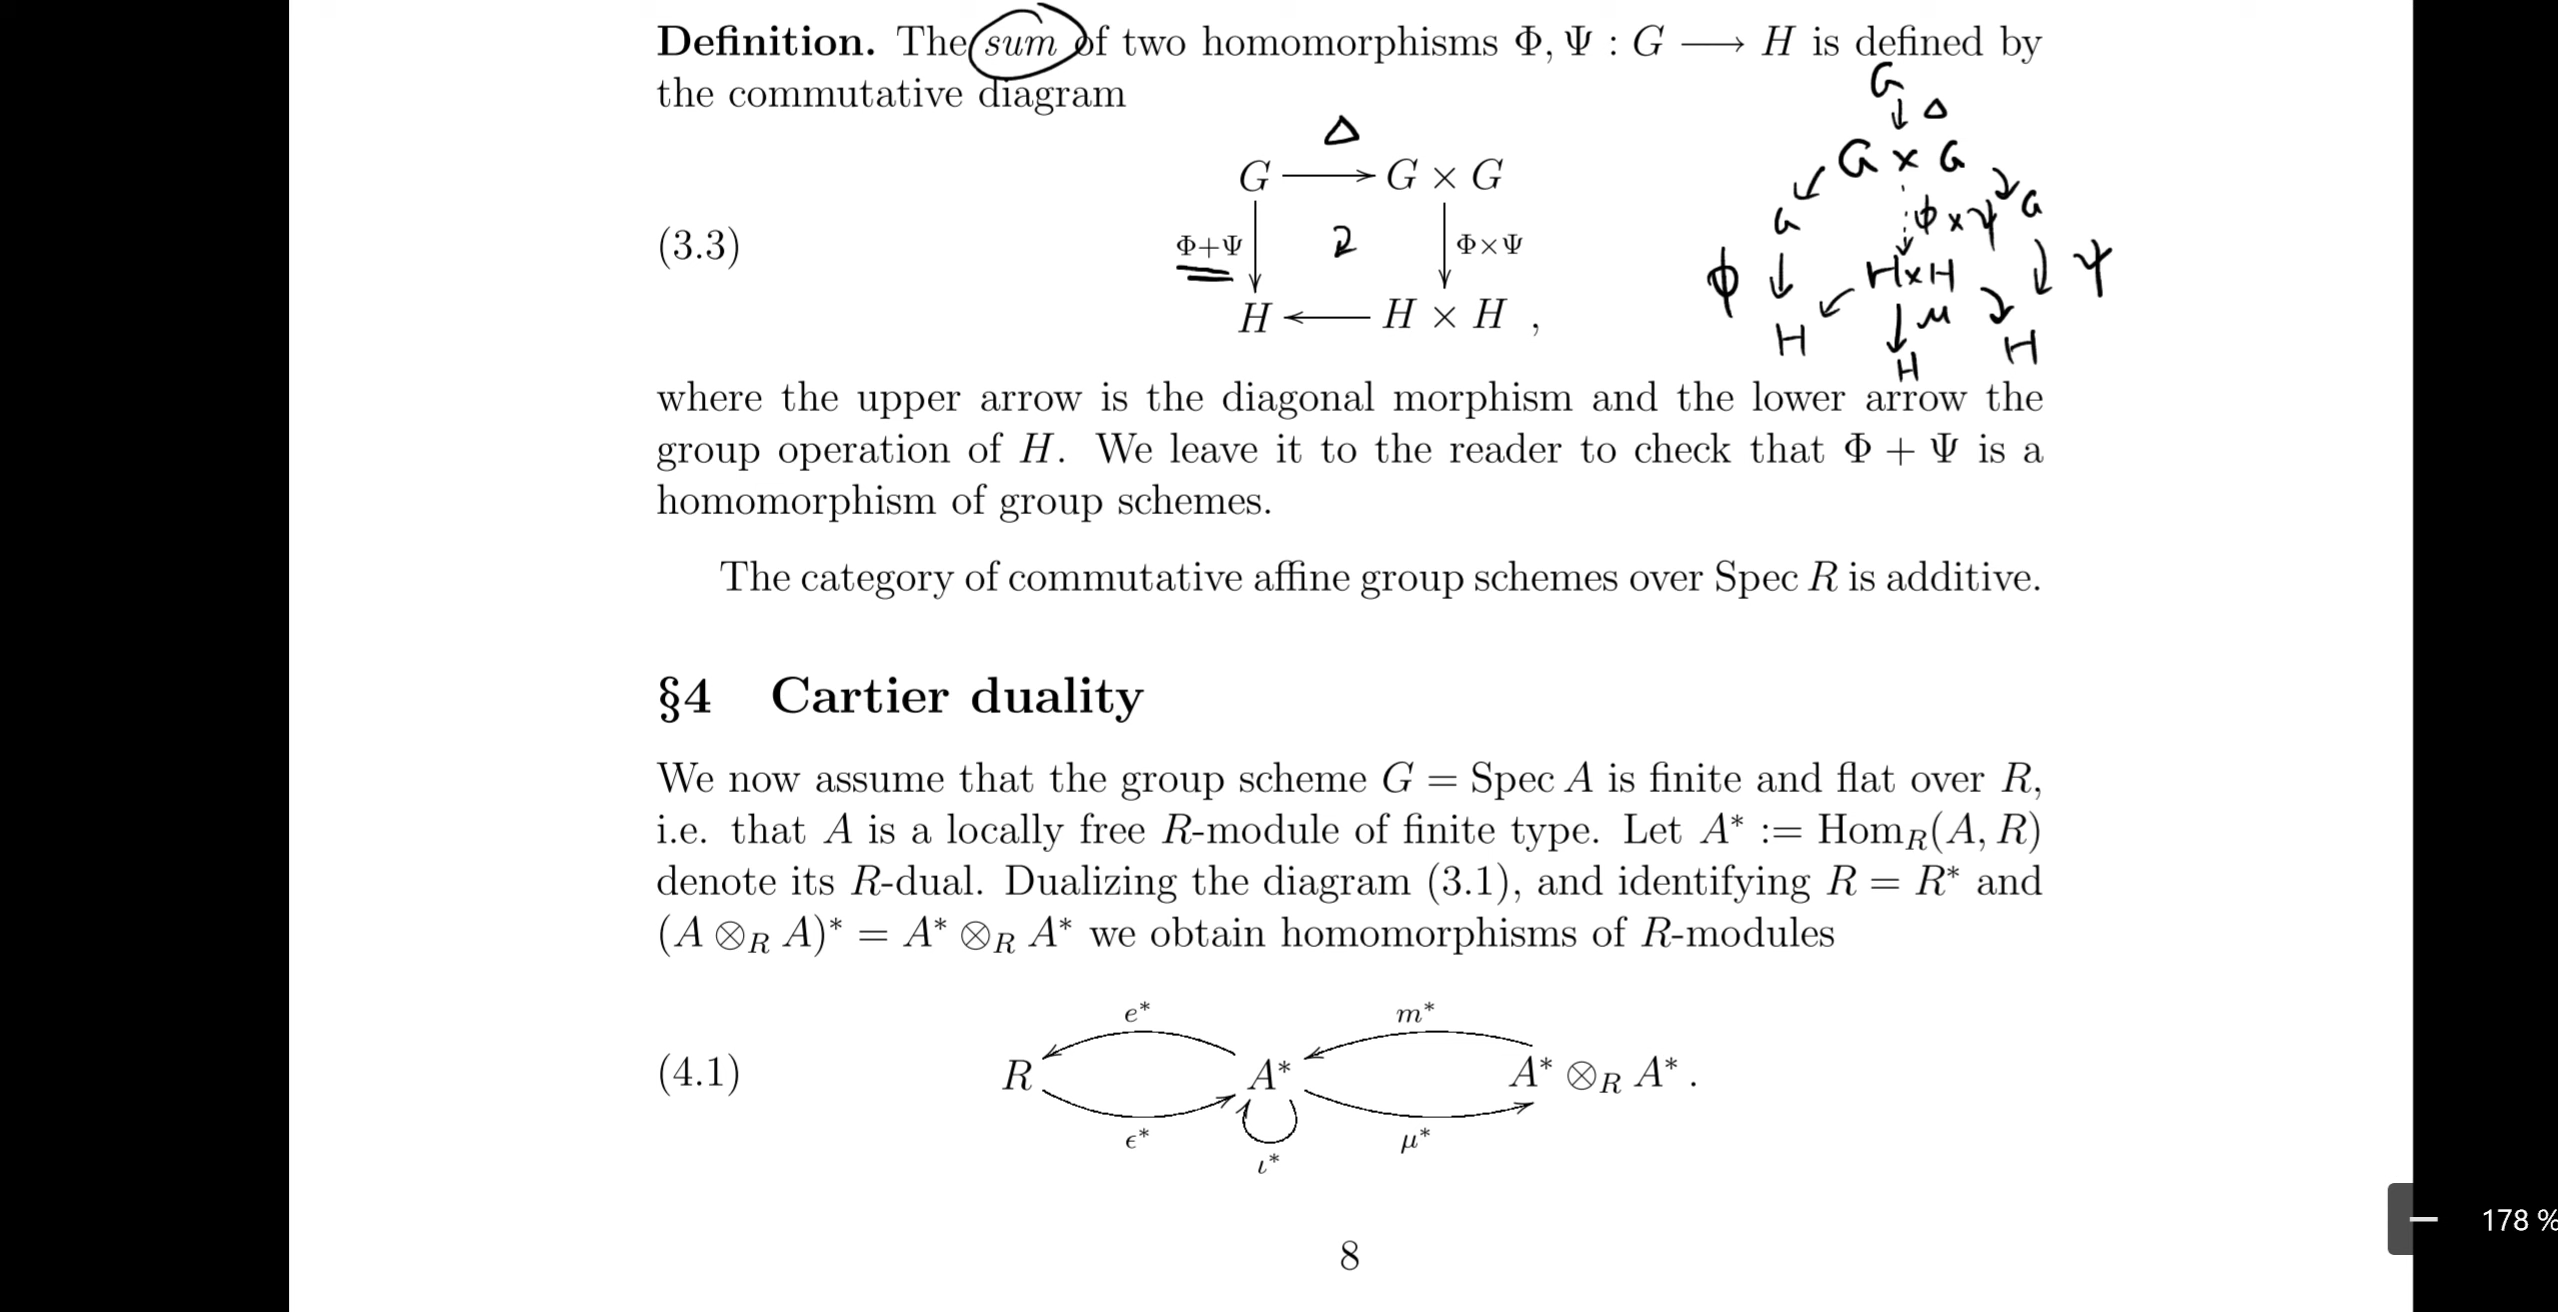 Definition. The sum of two homomorphisms Φ, Ψ : G ⟶ H is defined by
the commutative diagram
G
↓ Δ
Δ
G ⟶ G × G
G × G
↙ ↘
G Φ×Ψ G
(3.3)
Φ+Ψ 2 Φ×Ψ
Φ ↓ H×H ↓ Ψ
↙ ↓ μ ↘
H ⟵ H × H ,
H H H
where the upper arrow is the diagonal morphism and the lower arrow the
group operation of H. We leave it to the reader to check that Φ + Ψ is a
homomorphism of group schemes.
The category of commutative affine group schemes over Spec R is additive.
§4 Cartier duality
We now assume that the group scheme G = Spec A is finite and flat over R,
i.e. that A is a locally free R-module of finite type. Let A* := Hom_R(A, R)
denote its R-dual. Dualizing the diagram (3.1), and identifying R = R* and
(A ⊗_R A)* = A* ⊗_R A* we obtain homomorphisms of R-modules
e* m*
(4.1) R A* A* ⊗_R A* .
ϵ* μ*
ι*
8
178 %